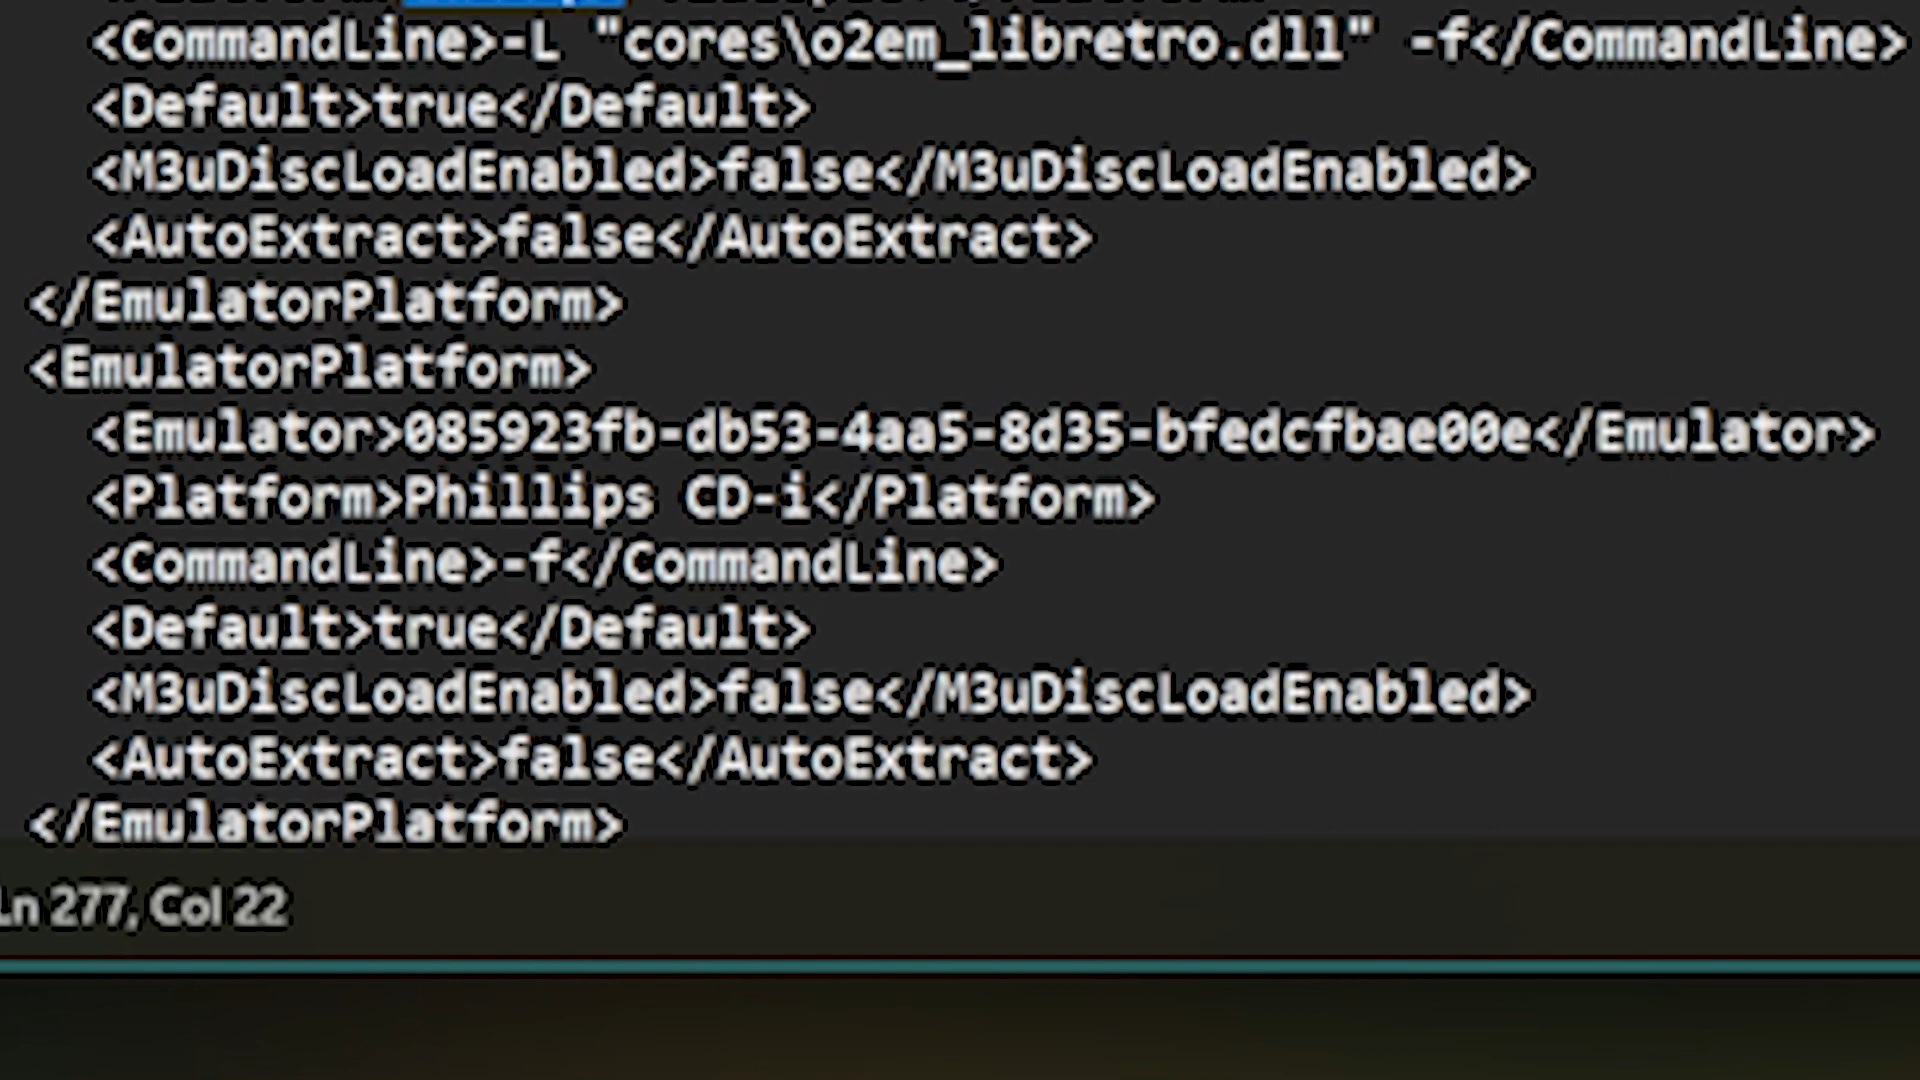 <CommandLine>-L "cores\o2em_libretro.dll" -f</CommandLine>
<Default>true</Default>
<M3uDiscLoadEnabled>false</M3uDiscLoadEnabled>
<AutoExtract>false</AutoExtract>
</EmulatorPlatform>
<EmulatorPlatform>
<Emulator>085923fb-db53-4aa5-8d35-bfedcfbae00e</Emulator>
<Platform>Phillips CD-i</Platform>
<CommandLine>-f</CommandLine>
<Default>true</Default>
<M3uDiscLoadEnabled>false</M3uDiscLoadEnabled>
<AutoExtract>false</AutoExtract>
</EmulatorPlatform>
Ln 277, Col 22